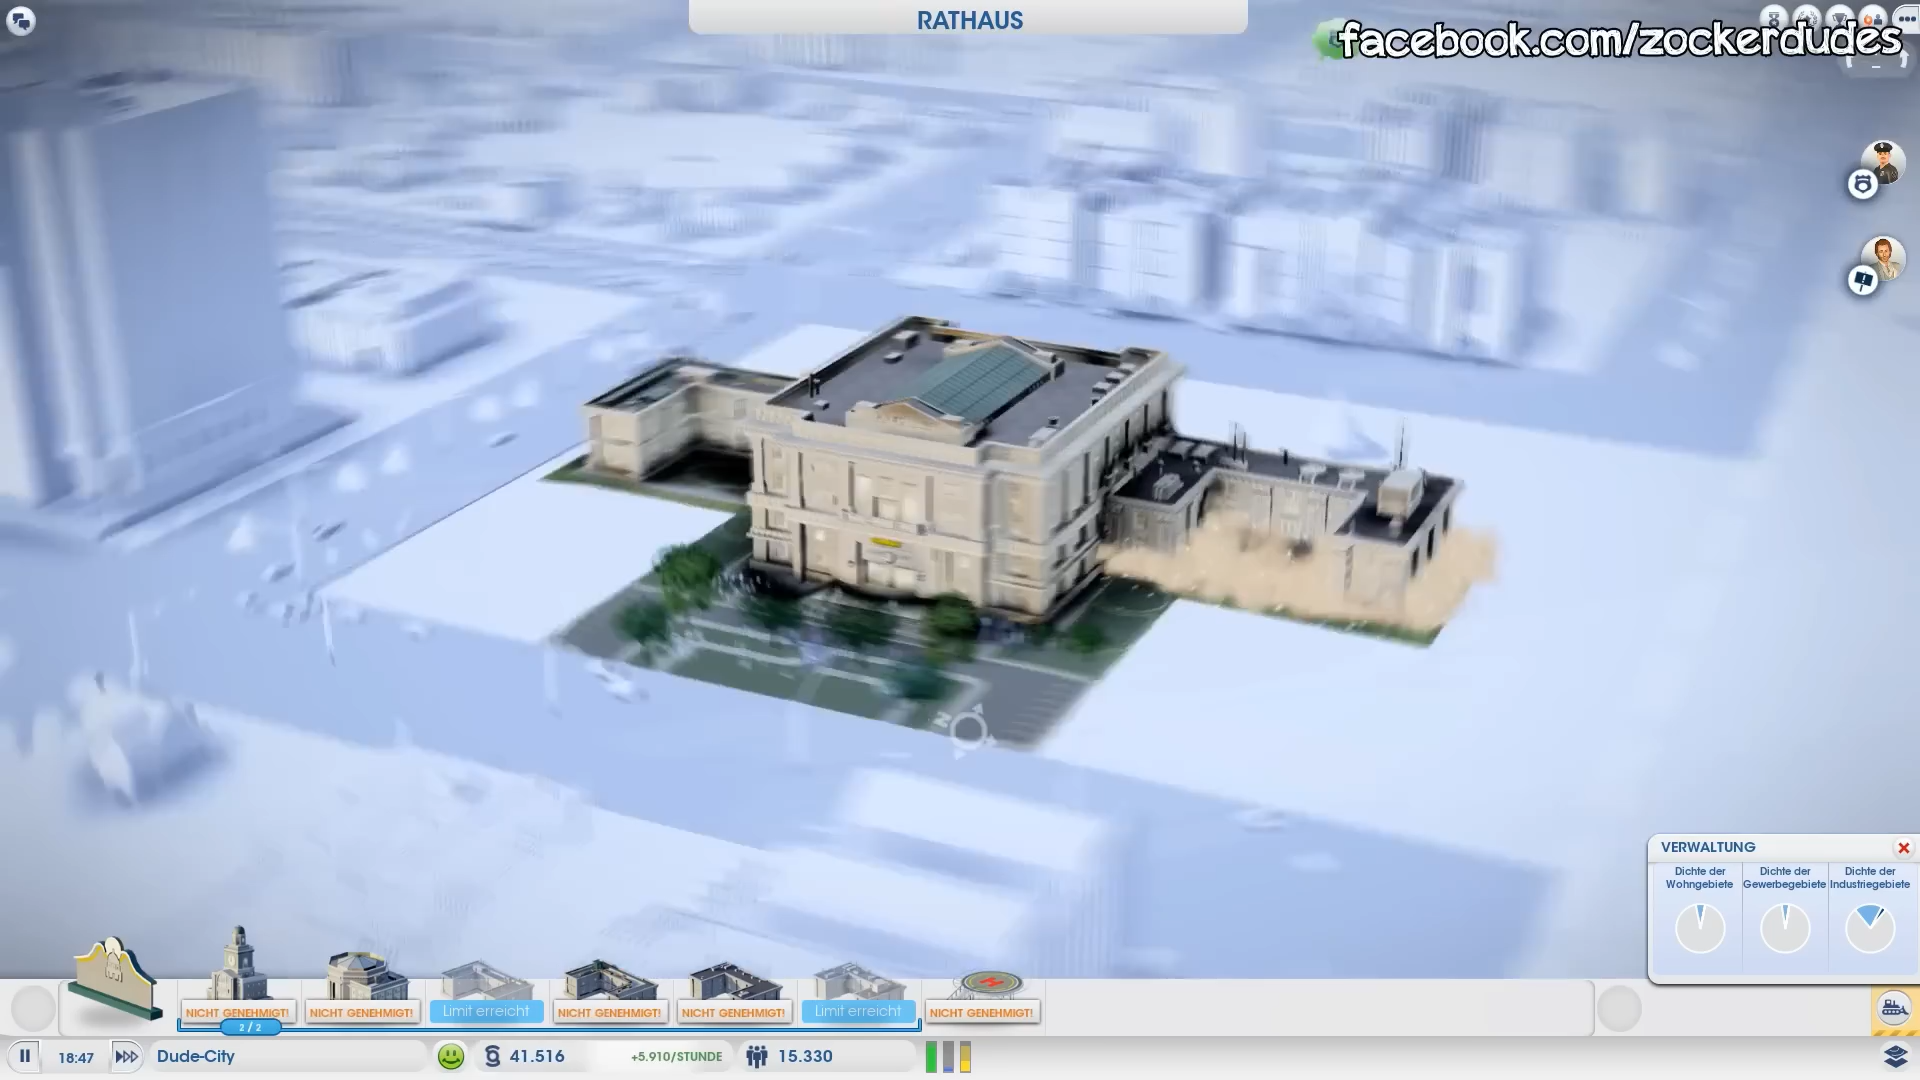 RATHAUS
facebook.com/zockerdudes
VERWALTUNG
Dichte der Wohngebiete
Dichte der Gewerbegebiete
Dichte der Industriegebiete
NICHT GENEHMIGT!
NICHT GENEHMIGT!
Limit erreicht
NICHT GENEHMIGT!
NICHT GENEHMIGT!
Limit erreicht
NICHT GENEHMIGT!
2 / 2
18:47
Dude-City
41.516
+5.910/STUNDE
15.330
N
H